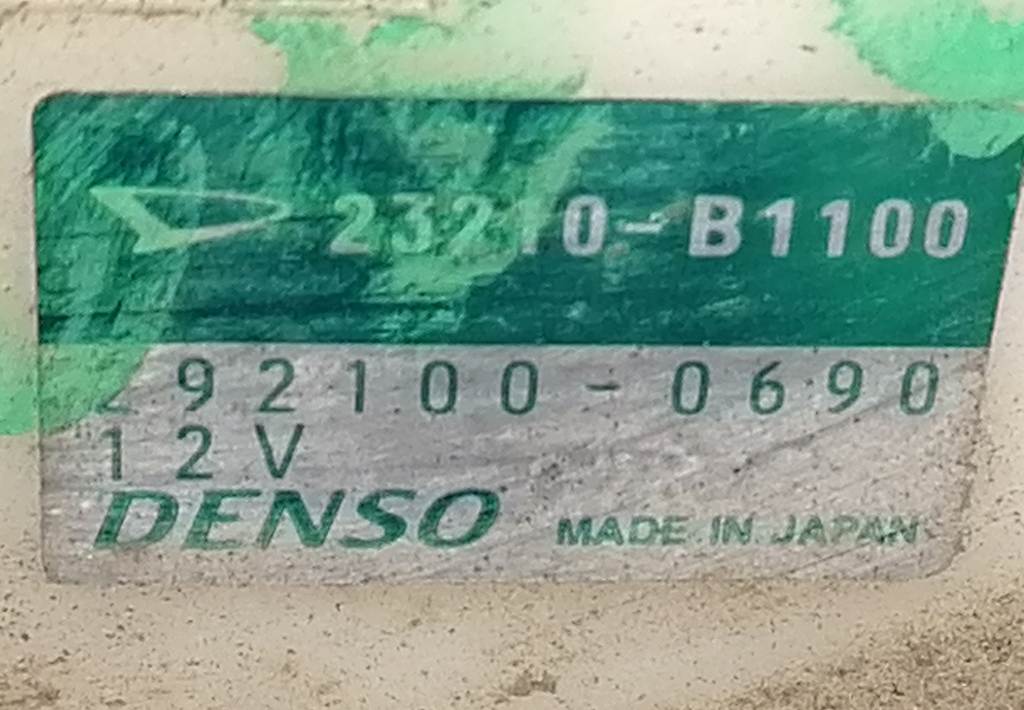 23210-B1100
292100-0690
12V
DENSO MADE IN JAPAN